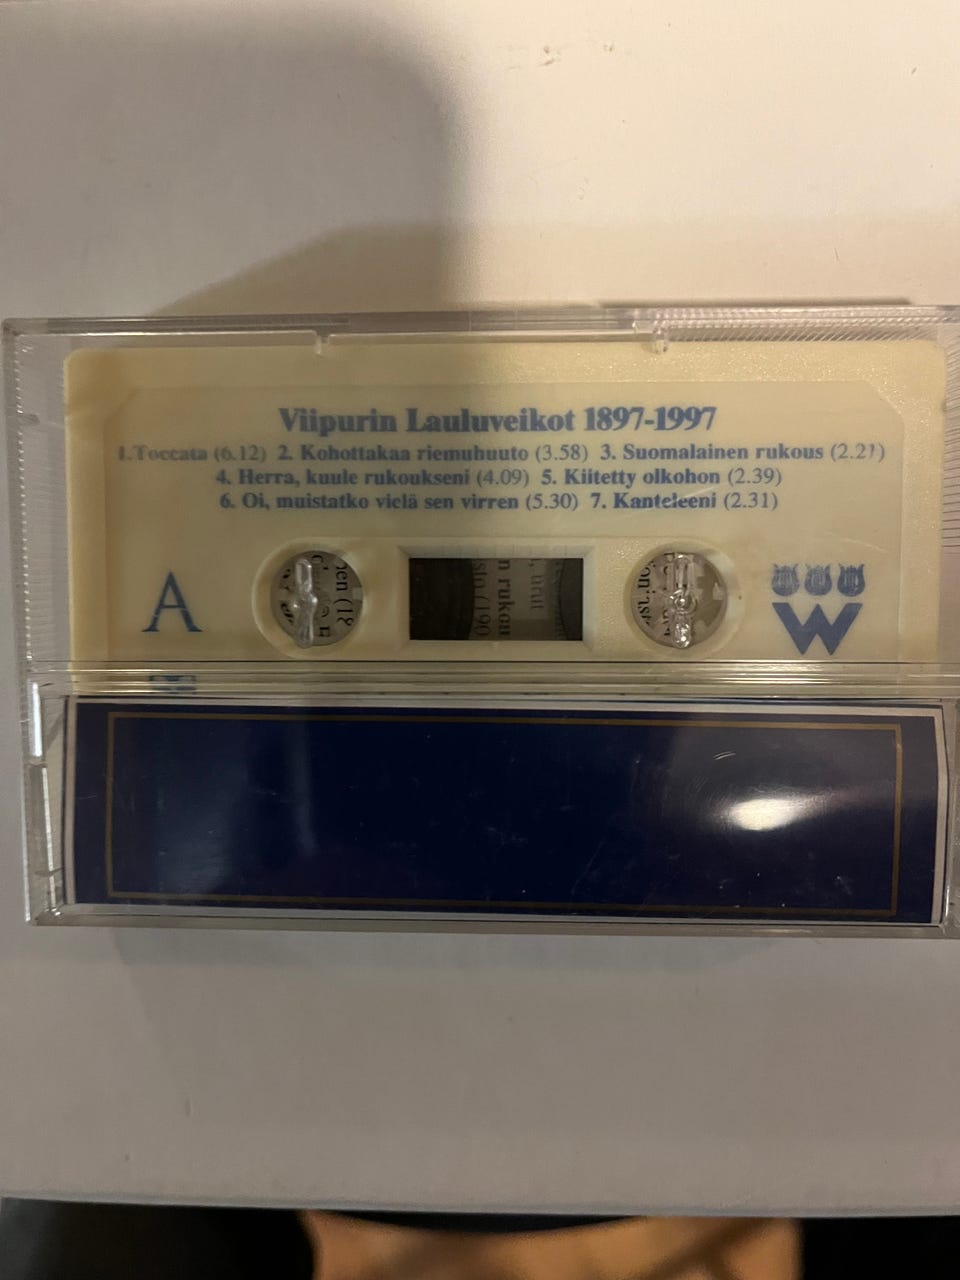 Viipurin Lauluveikot 1897-1997
1.Toccata (6.12) 2. Kohottakaa riemuhuuto (3.58) 3. Suomalainen rukous (2.21)
4. Herra, kuule rukoukseni (4.09) 5. Kiitetty olkohon (2.39)
6. Oi, muistatko vielä sen virren (5.30) 7. Kanteleeni (2.31)
A
W